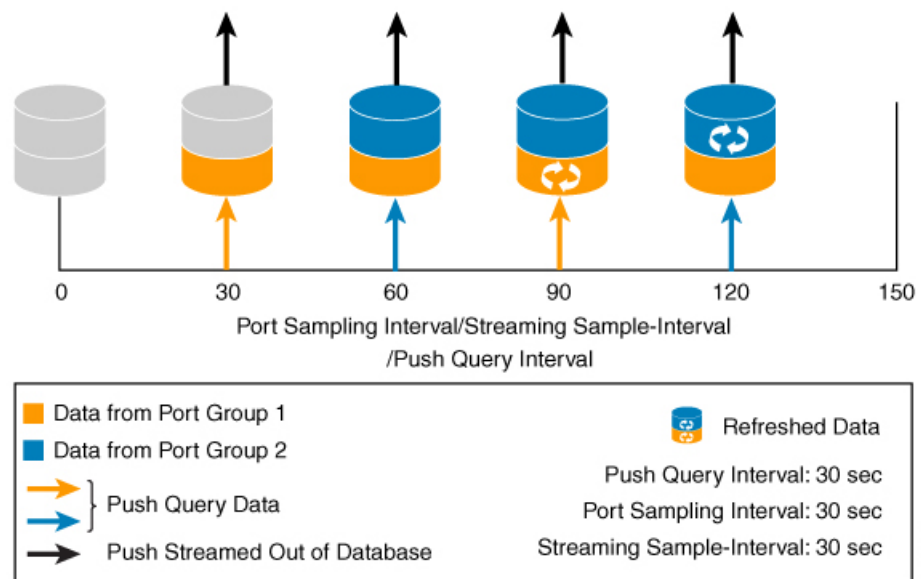 0 30 60 90 120 150
Port Sampling Interval/Streaming Sample-Interval
/Push Query Interval
Data from Port Group 1
Data from Port Group 2
Push Query Data
Push Streamed Out of Database
Refreshed Data
Push Query Interval: 30 sec
Port Sampling Interval: 30 sec
Streaming Sample-Interval: 30 sec